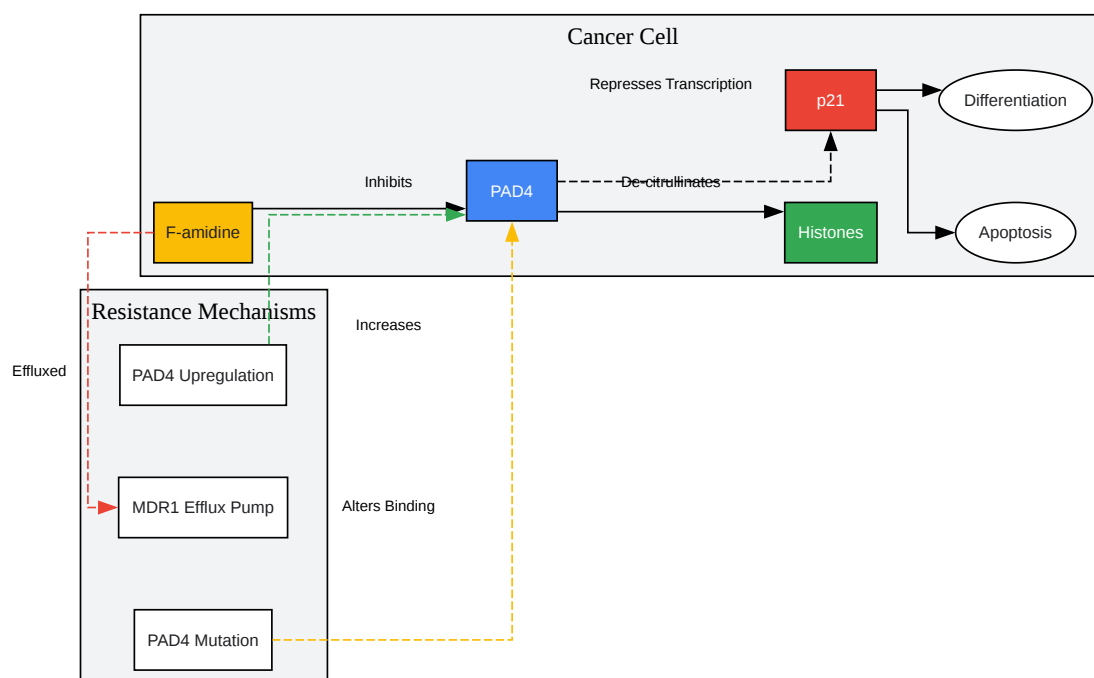 Cancer Cell
Represses Transcription
p21
Differentiation
Inhibits
PAD4
De-citrullinates
F-amidine
Histones
Apoptosis
Resistance Mechanisms
Increases
Effluxed
PAD4 Upregulation
MDR1 Efflux Pump
Alters Binding
PAD4 Mutation